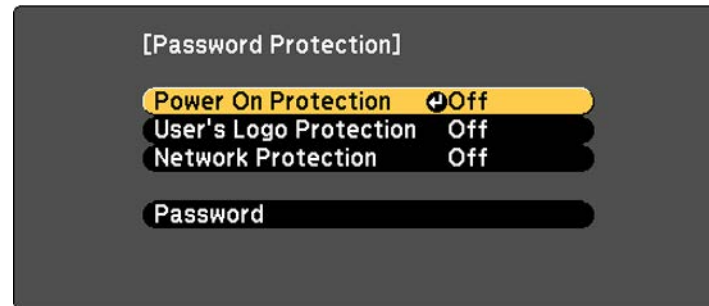 [Password Protection]
Power On Protection Off
User's Logo Protection Off
Network Protection Off
Password